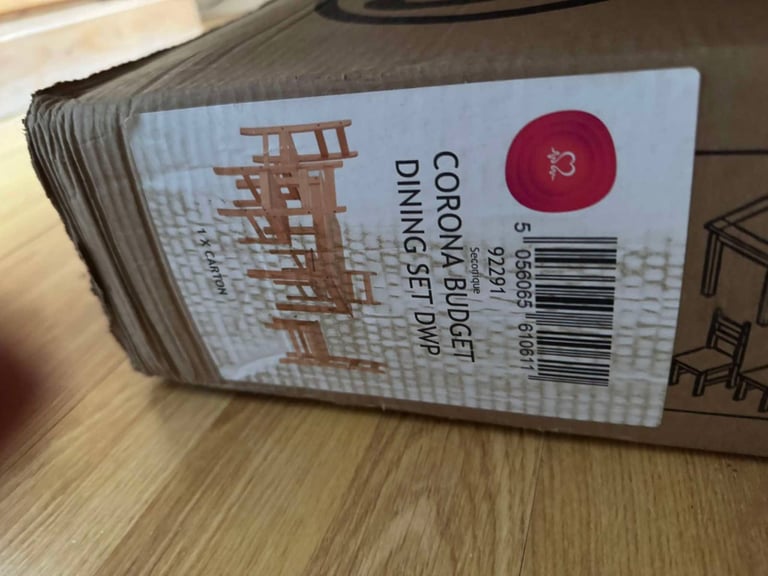 CORONA BUDGET
DINING SET DWP
Seconique
92291
5 056065 610611
1 X CARTON